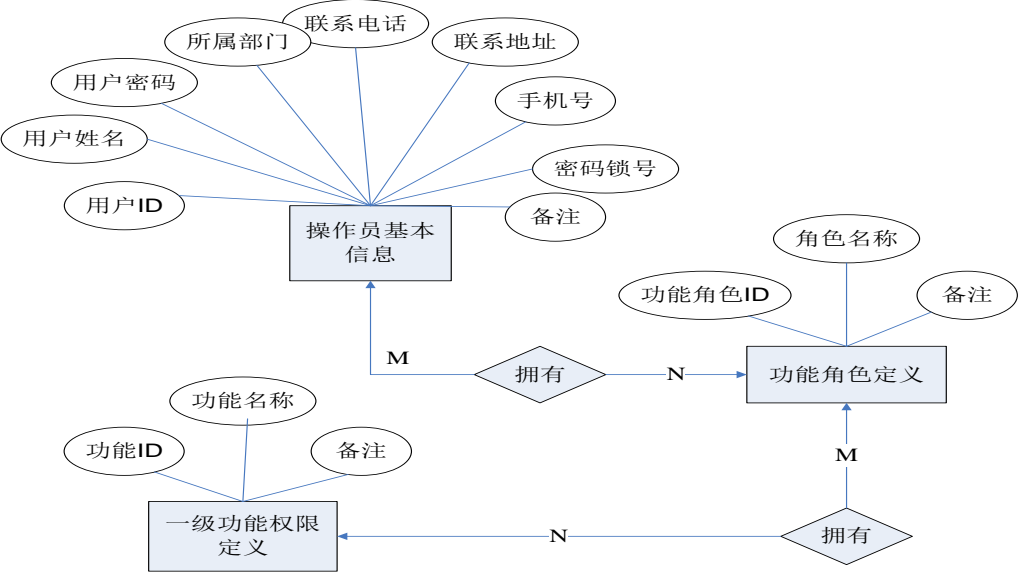 联系电话
所属部门
联系地址
用户密码
手机号
用户姓名
密码锁号
用户ID
备注
操作员基本
信息
角色名称
功能角色ID
备注
M
拥有
N
功能角色定义
功能名称
功能ID
备注
M
一级功能权限
定义
N
拥有